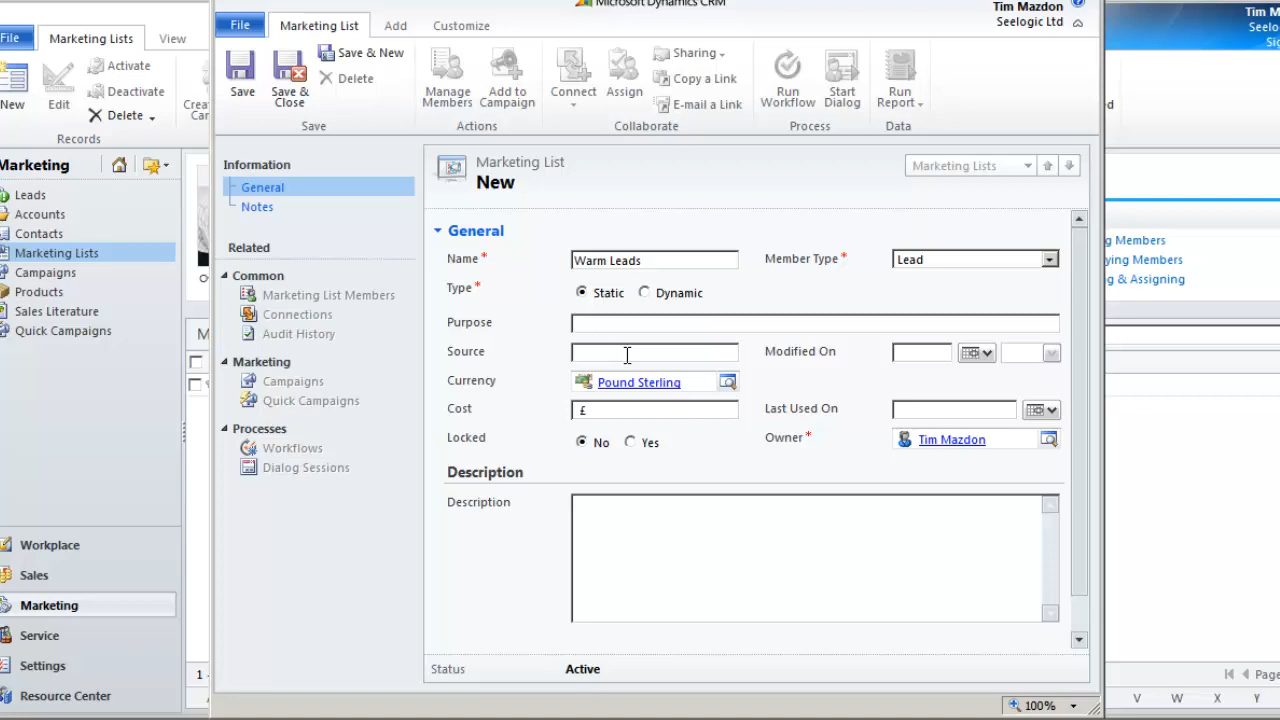 Microsoft Dynamics CRM
Tim Mazdon
Seelogic Ltd
File
Marketing List
Add
Customize
Save
Save & Close
Save & New
Delete
Save
Manage Members
Add to Campaign
Actions
Connect
Assign
Sharing
Copy a Link
E-mail a Link
Collaborate
Run Workflow
Start Dialog
Process
Run Report
Data
Information
General
Notes
Related
Common
Marketing List Members
Connections
Audit History
Marketing
Campaigns
Quick Campaigns
Processes
Workflows
Dialog Sessions
Marketing List
New
Marketing Lists
General
Name* Warm Leads
Member Type* Lead
Type* Static Dynamic
Purpose
Source
Modified On
Currency Pound Sterling
Cost £
Last Used On
Locked No Yes
Owner* Tim Mazdon
Description
Description
Status Active
100%
File
Marketing Lists
View
New
Edit
Activate
Deactivate
Delete
Records
Marketing
Leads
Accounts
Contacts
Marketing Lists
Campaigns
Products
Sales Literature
Quick Campaigns
Workplace
Sales
Marketing
Service
Settings
Resource Center
Tim M
Seelo
g Members
ying Members
g & Assigning
1
Page
V W X Y